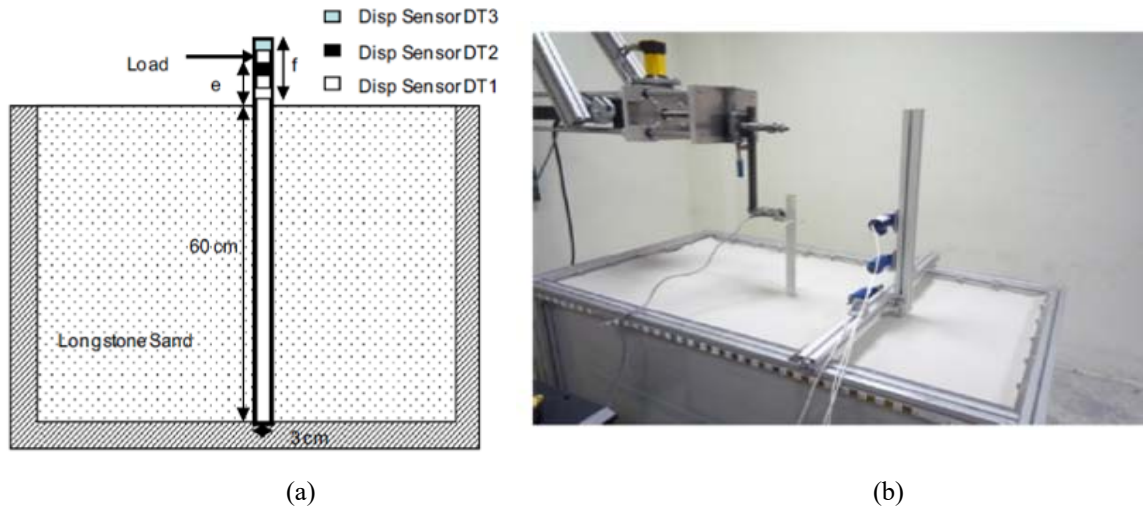 Disp Sensor DT3
Disp Sensor DT2
Disp Sensor DT1
Load
f
e
60 cm
Longstone Sand
3 cm
(a)
(b)